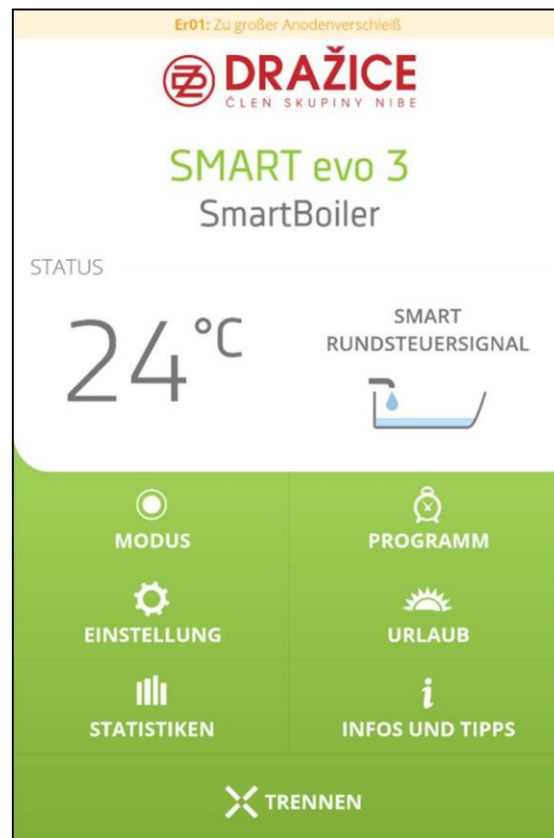 Er01: Zu großer Anodenverschleiß
DRAŽICE
ČLEN SKUPINY NIBE
SMART evo 3
SmartBoiler
STATUS
24 °C
SMART
RUNDSTEUERSIGNAL
MODUS
PROGRAMM
EINSTELLUNG
URLAUB
STATISTIKEN
INFOS UND TIPPS
TRENNEN